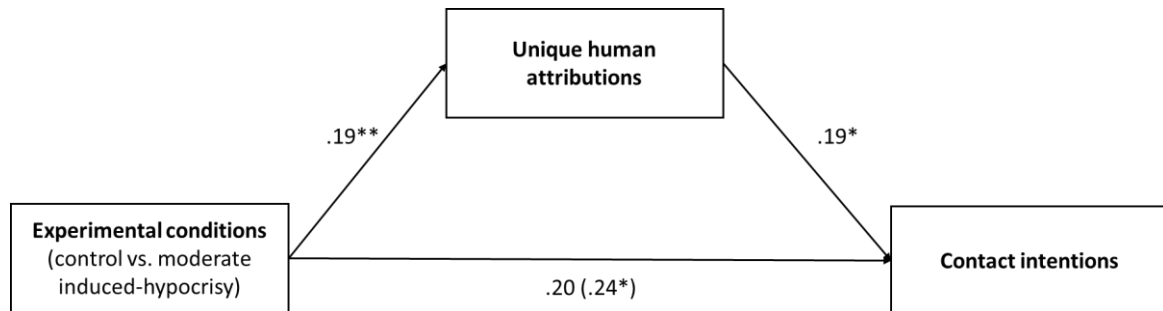 Unique human
attributions
.19**
.19*
Experimental conditions
(control vs. moderate
induced-hypocrisy)
Contact intentions
.20 (.24*)